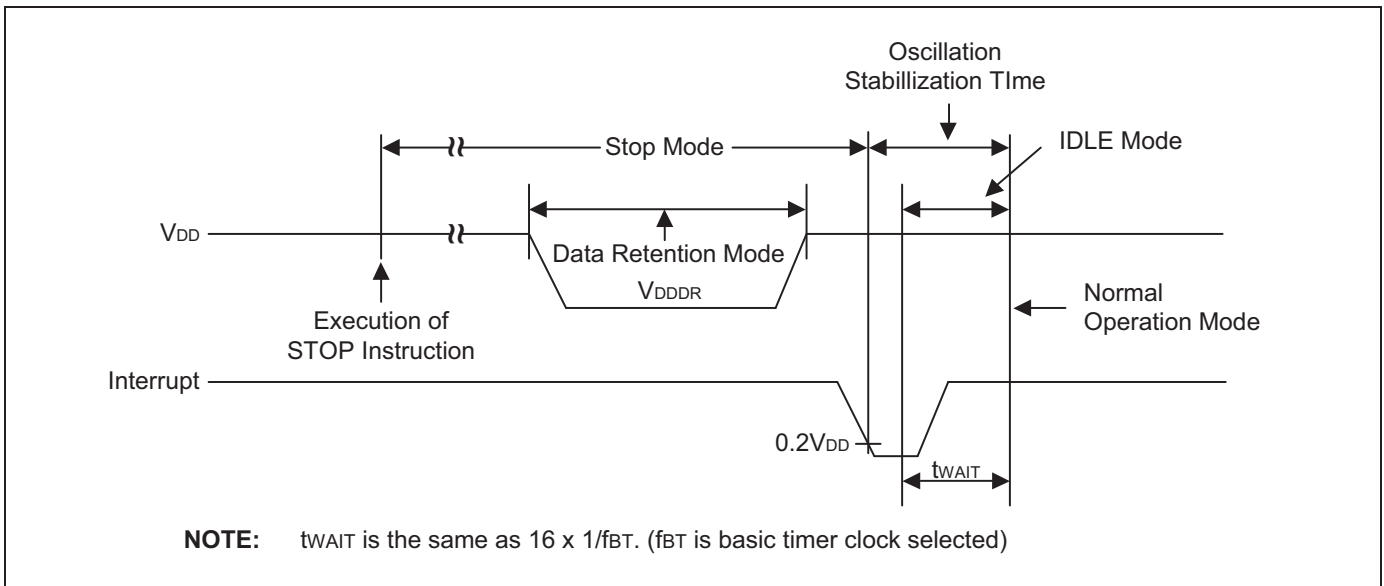 Oscillation
Stabillization TIme
IDLE Mode
Stop Mode
VDD
Data Retention Mode
VDDDR
Execution of
STOP Instruction
Normal
Operation Mode
Interrupt
0.2VDD
tWAIT
NOTE: tWAIT is the same as 16 x 1/fBT. (fBT is basic timer clock selected)